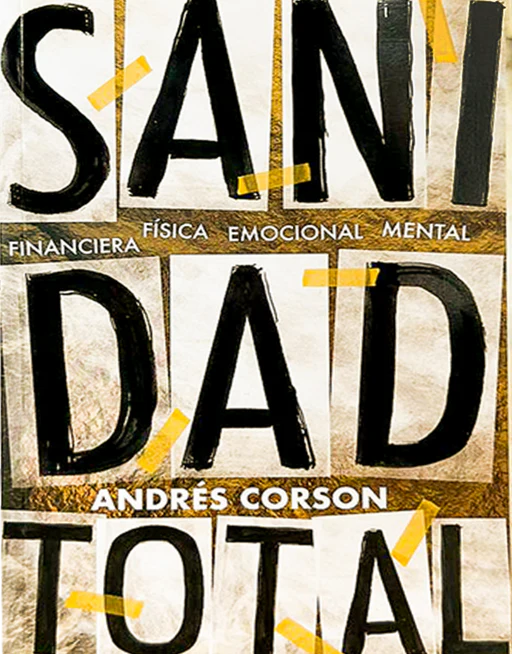 SANI
FINANCIERA FÍSICA EMOCIONAL MENTAL
DAD
ANDRÉS CORSON
TOTAL